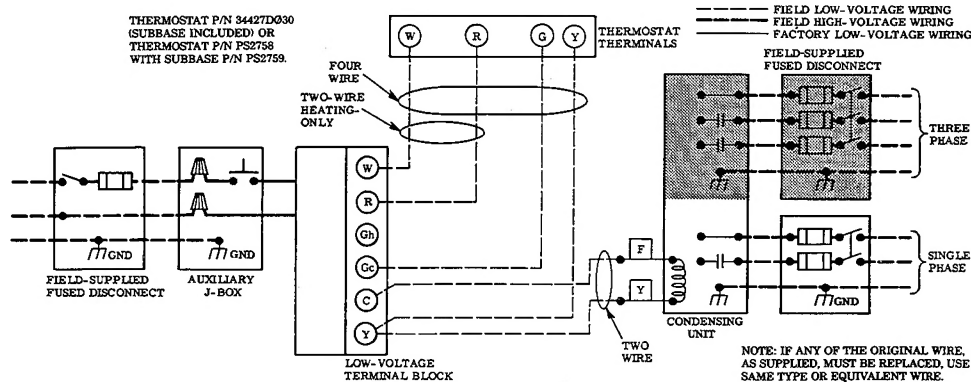 THERMOSTAT P/N 34427DØ30
(SUBBASE INCLUDED) OR
THERMOSTAT P/N PS2758
WITH SUBBASE P/N PS2759.
W
R
G
Y
THERMOSTAT
TERMINALS
FIELD LOW-VOLTAGE WIRING
FIELD HIGH-VOLTAGE WIRING
FACTORY LOW-VOLTAGE WIRING
FIELD-SUPPLIED
FUSED DISCONNECT
FOUR
WIRE
TWO-WIRE
HEATING-
ONLY
THREE
PHASE
W
R
Gh
Gc
C
Y
GND
GND
FIELD-SUPPLIED
FUSED DISCONNECT
AUXILIARY
J-BOX
F
Y
SINGLE
PHASE
GND
TWO
WIRE
CONDENSING
UNIT
LOW-VOLTAGE
TERMINAL BLOCK
NOTE: IF ANY OF THE ORIGINAL WIRE,
AS SUPPLIED, MUST BE REPLACED, USE
SAME TYPE OR EQUIVALENT WIRE.